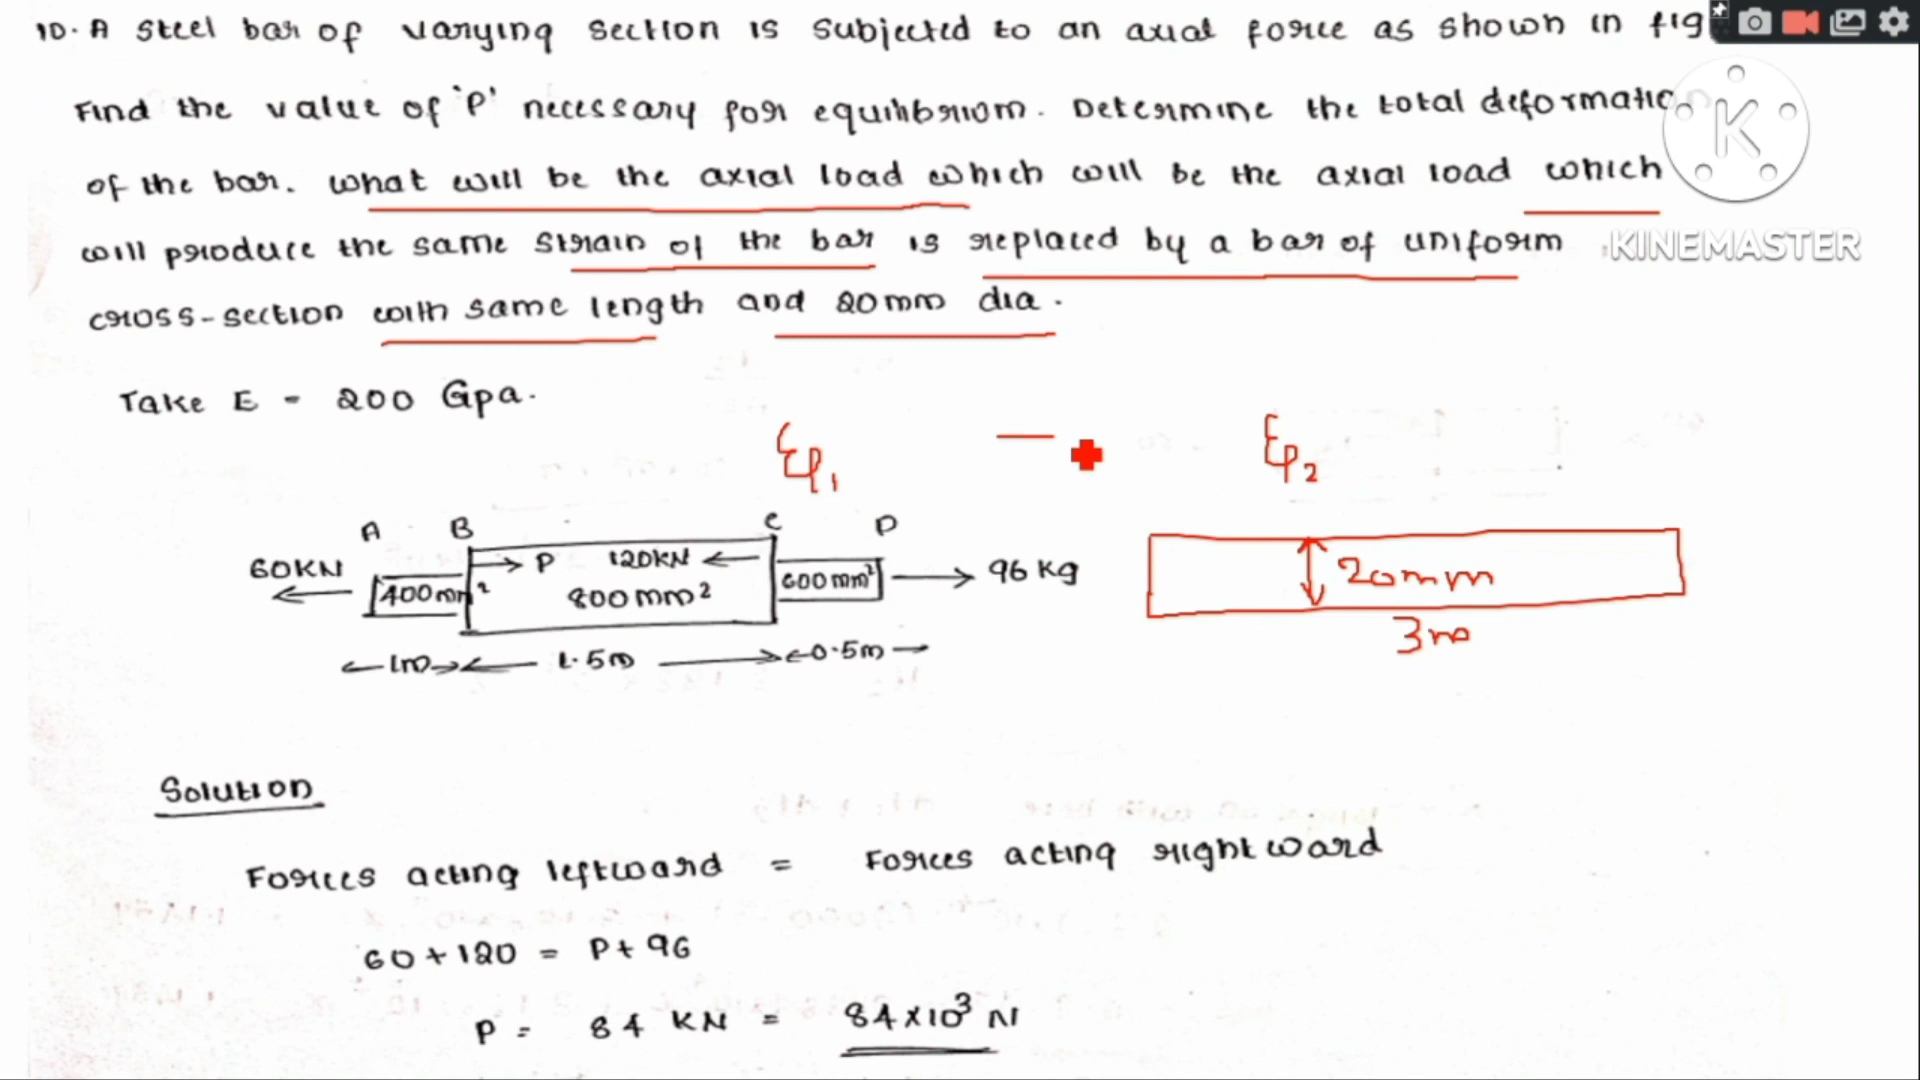 10. A steel bar of varying section is subjected to an axial force as shown in fig
Find the value of 'P' necessary for equilibrium. Determine the total deformation
of the bar. What will be the axial load which will be the axial load which
will produce the same strain of the bar is replaced by a bar of uniform
cross-section with same length and 20mm dia.
KINEMASTER
K
Take E = 200 Gpa.
Ep1
Ep2
A B C D
60KN 400mm² P 120KN 800mm² 600mm² 96 Kg
20mm
3m
1m 1.5m 0.5m
Solution
Forces acting leftward = Forces acting rightward
60+120 = P+96
P = 84 KN = 84×10³ N